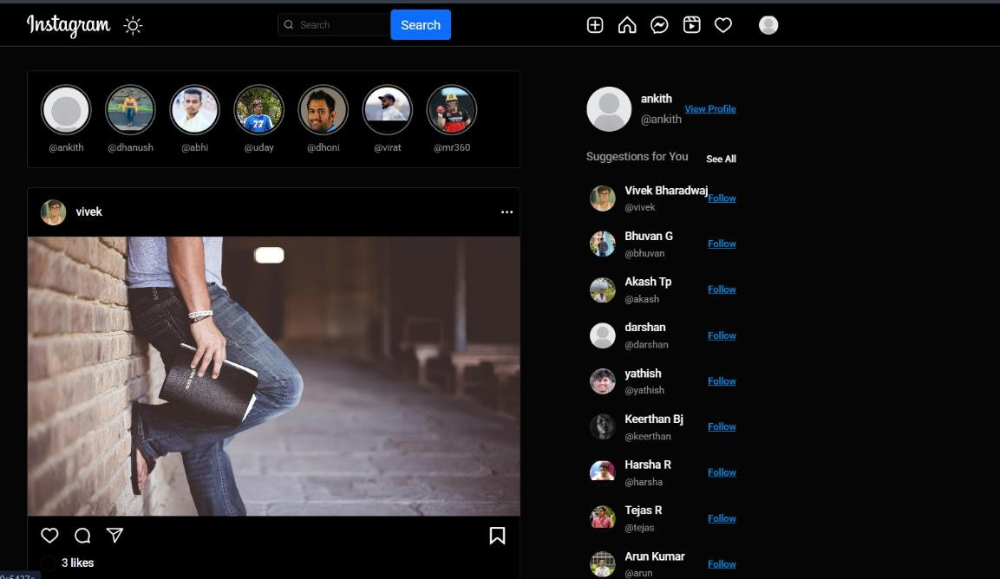 Instagram
Search
Search
ankith
@ankith
View Profile
@ankith
@dhanush
@abhi
@uday
@dhoni
@virat
@mr360
77
Suggestions for You
See All
vivek
Vivek Bharadwaj
@vivek
Follow
Bhuvan G
@bhuvan
Follow
Akash Tp
@akash
Follow
darshan
@darshan
Follow
yathish
@yathish
Follow
Keerthan Bj
@keerthan
Follow
Harsha R
@harsha
Follow
Tejas R
@tejas
Follow
Arun Kumar
@arun
Follow
3 likes